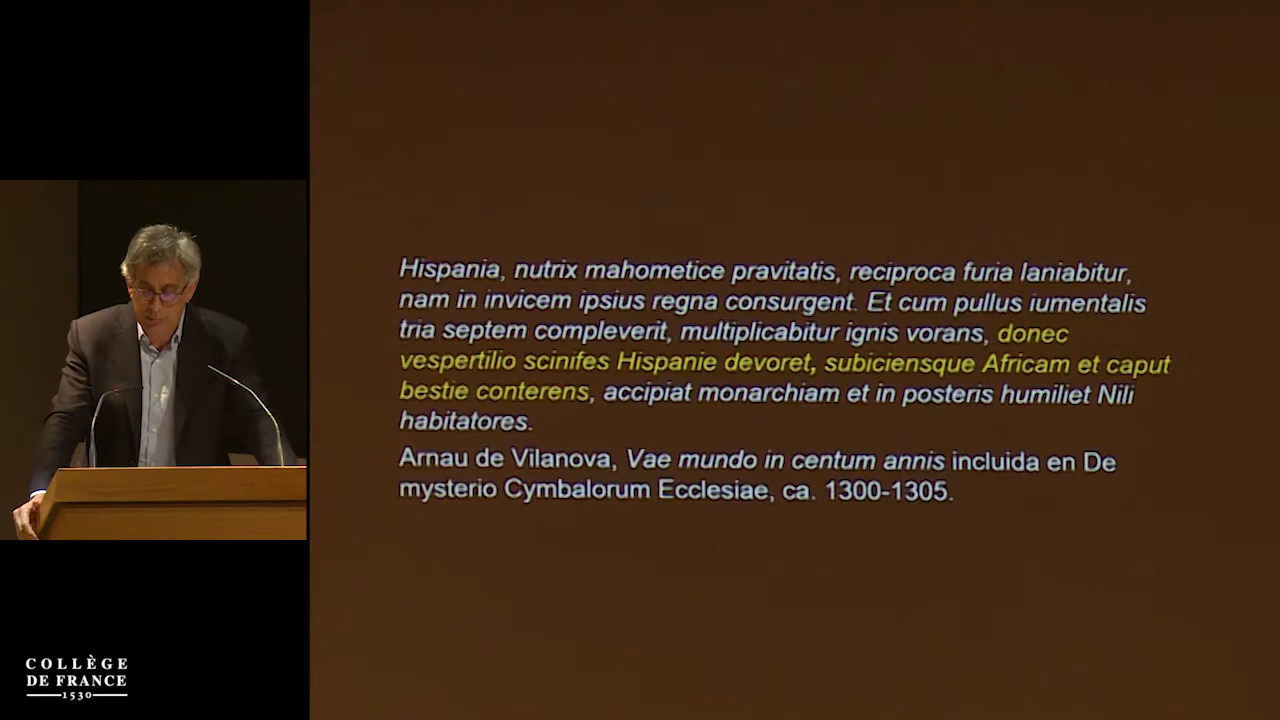 Hispania, nutrix mahometice pravitatis, reciproca furia laniabitur,
nam in invicem ipsius regna consurgent. Et cum pullus iumentalis
tria septem compleverit, multiplicabitur ignis vorans, donec
vespertilio scinifes Hispanie devoret, subiciensque Africam et caput
bestie conterens, accipiat monarchiam et in posteris humiliet Nili
habitatores.
Arnau de Vilanova, Vae mundo in centum annis incluida en De
mysterio Cymbalorum Ecclesiae, ca. 1300-1305.
COLLÈGE
DE FRANCE
1530